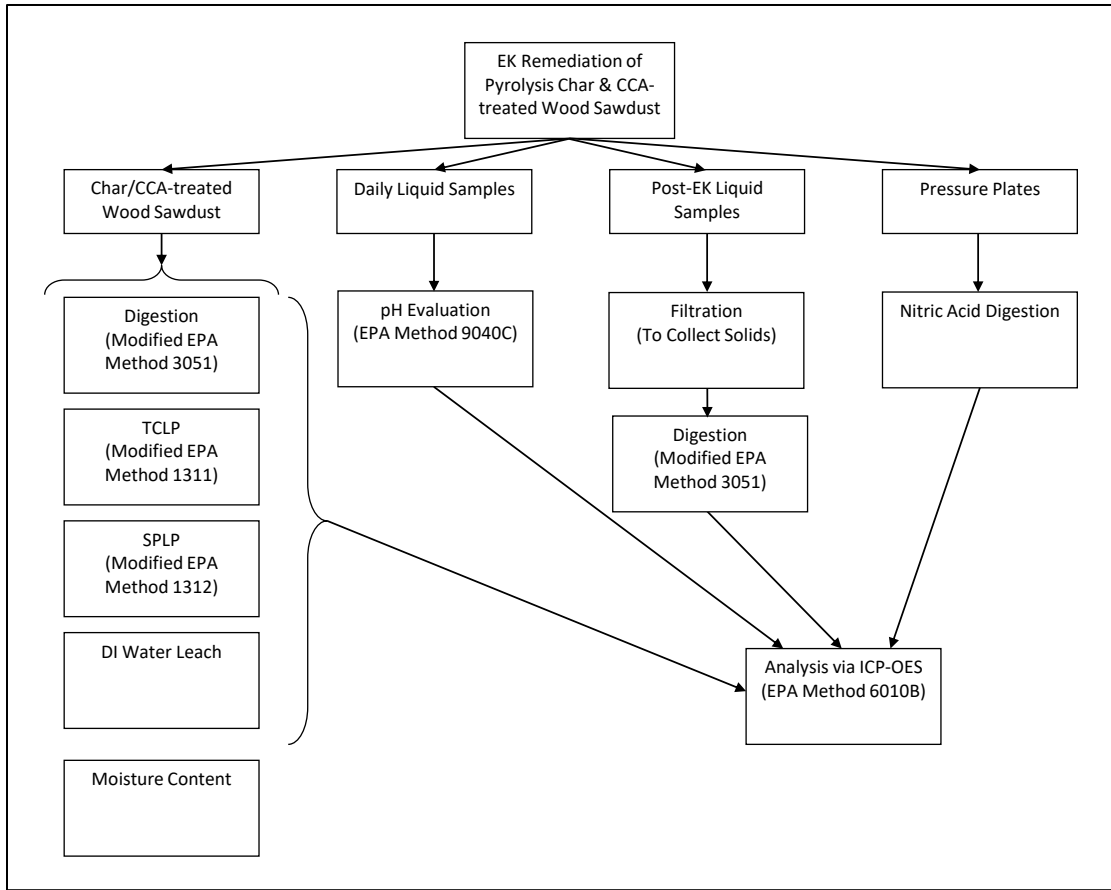 EK Remediation of
Pyrolysis Char & CCA-
treated Wood Sawdust
Char/CCA-treated
Wood Sawdust
Daily Liquid Samples
Post-EK Liquid
Samples
Pressure Plates
Digestion
(Modified EPA
Method 3051)
pH Evaluation
(EPA Method 9040C)
Filtration
(To Collect Solids)
Nitric Acid Digestion
TCLP
(Modified EPA
Method 1311)
Digestion
(Modified EPA
Method 3051)
SPLP
(Modified EPA
Method 1312)
DI Water Leach
Analysis via ICP-OES
(EPA Method 6010B)
Moisture Content